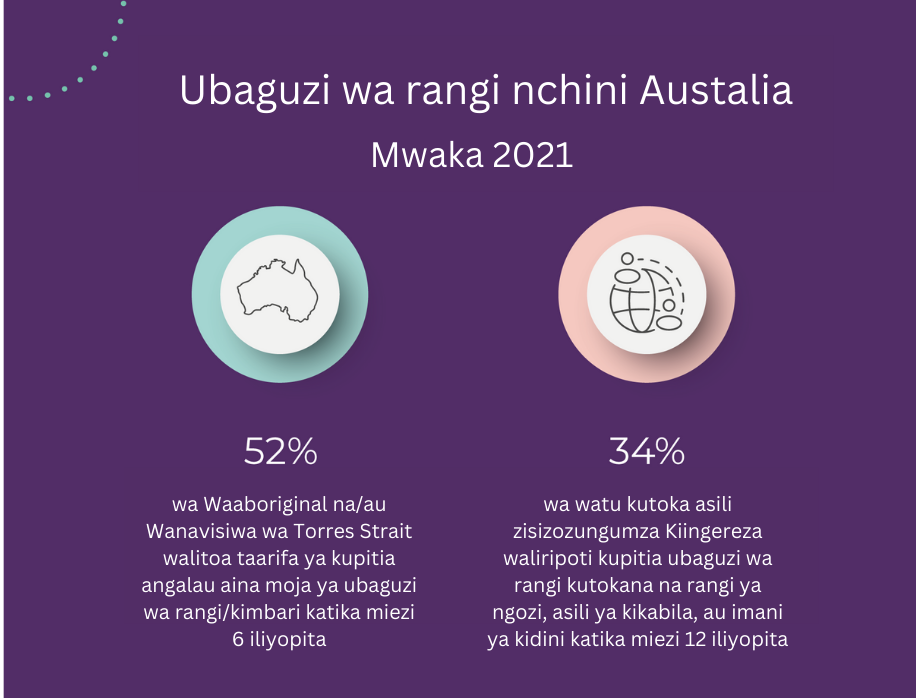 Ubaguzi wa rangi nchini Austalia
Mwaka 2021
52%
wa Waaboriginal na/au
Wanavisiwa wa Torres Strait
walitoa taarifa ya kupitia
angalau aina moja ya ubaguzi
wa rangi/kimbari katika miezi
6 iliyopita
34%
wa watu kutoka asili
zisizozungumza Kiingereza
waliripoti kupitia ubaguzi wa
rangi kutokana na rangi ya
ngozi, asili ya kikabila, au imani
ya kidini katika miezi 12 iliyopita